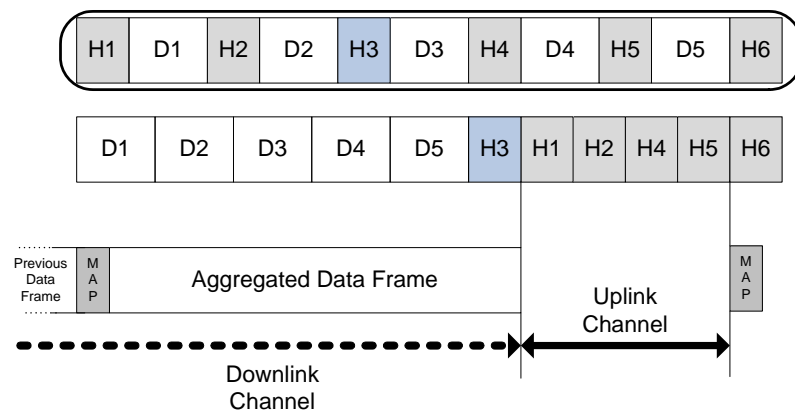 H1 D1 H2 D2 H3 D3 H4 D4 H5 D5 H6
D1 D2 D3 D4 D5 H3 H1 H2 H4 H5 H6
Previous
Data
Frame
M
A
P
Aggregated Data Frame
Uplink
Channel
M
A
P
Downlink
Channel